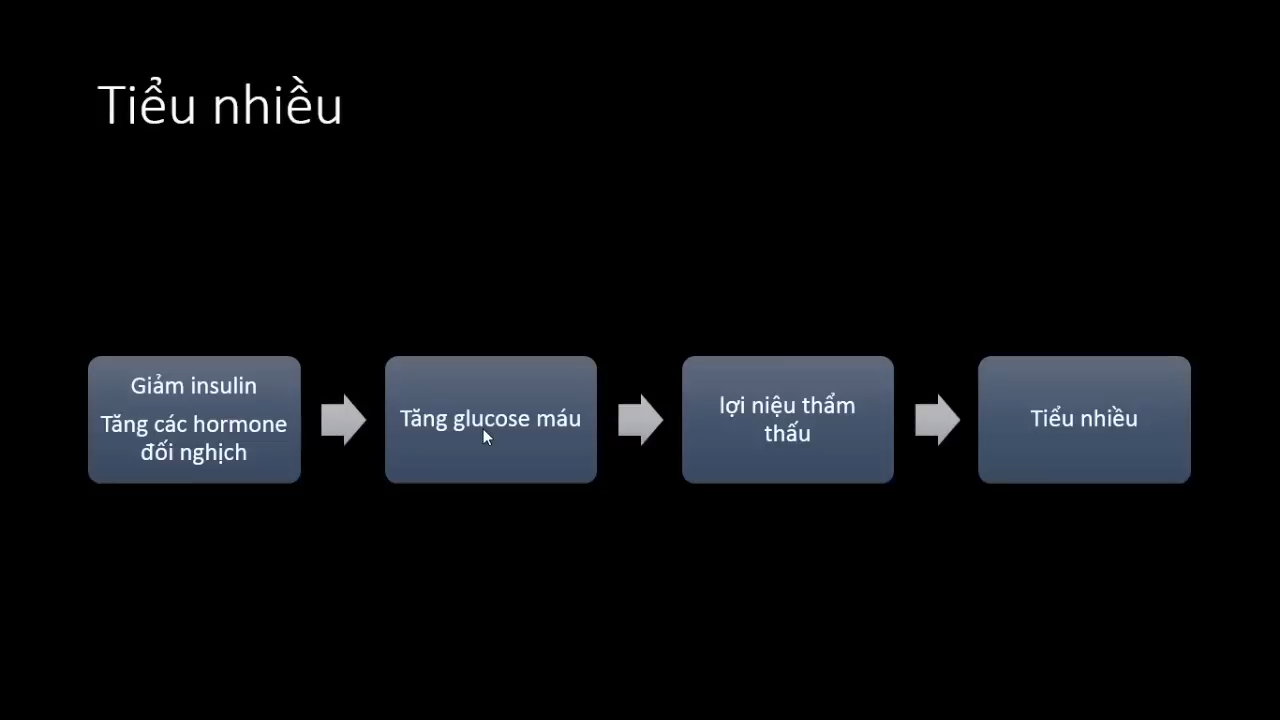 Tiểu nhiều
Giảm insulin
Tăng các hormone
đối nghịch
Tăng glucose máu
lợi niệu thẩm
thấu
Tiểu nhiều